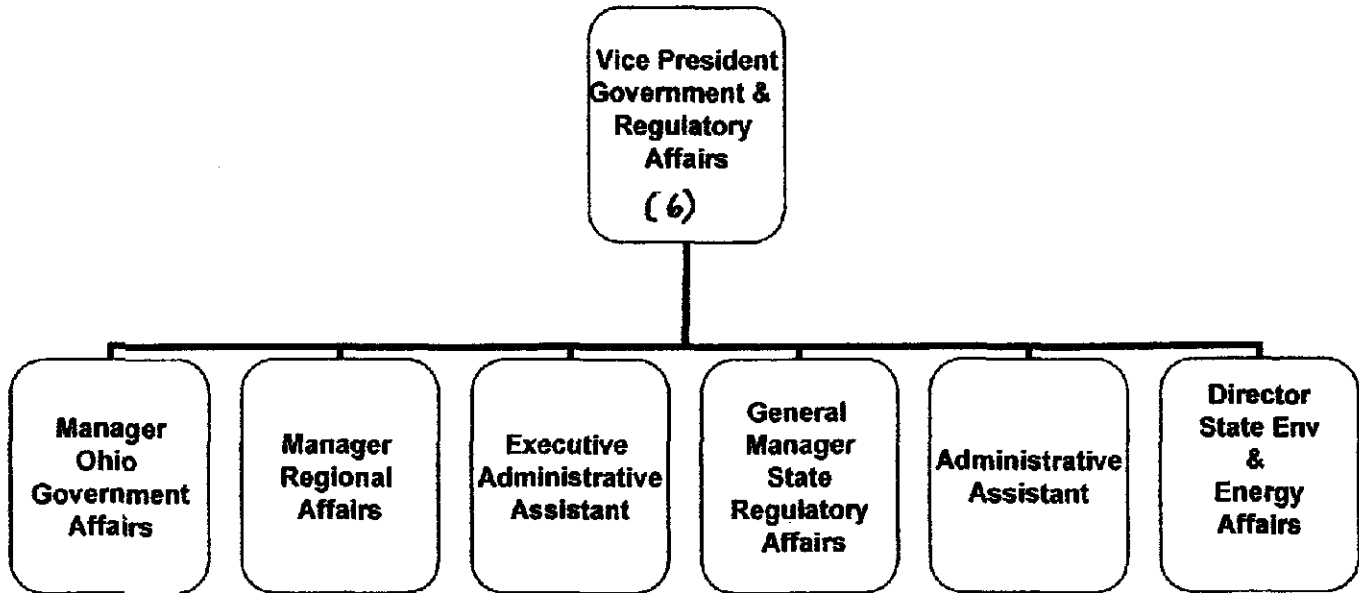 Vice President
Government &
Regulatory
Affairs
(6)
Manager
Ohio
Government
Affairs
Manager
Regional
Affairs
Executive
Administrative
Assistant
General
Manager
State
Regulatory
Affairs
Administrative
Assistant
Director
State Env
&
Energy
Affairs